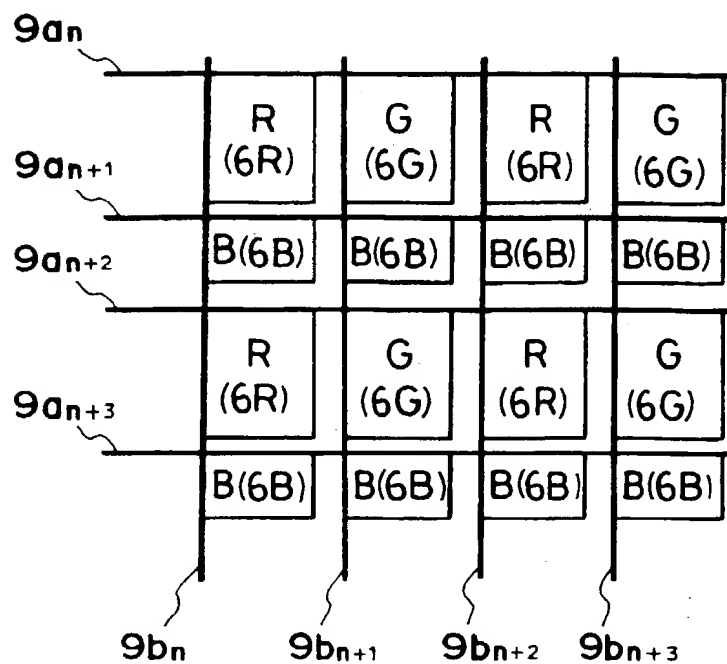 9an
R G R G
(6R) (6G) (6R) (6G)
9an+1
B(6B) B(6B) B(6B) B(6B)
9an+2
R G R G
(6R) (6G) (6R) (6G)
9an+3
B(6B) B(6B) B(6B) B(6B)
9bn 9bn+1 9bn+2 9bn+3